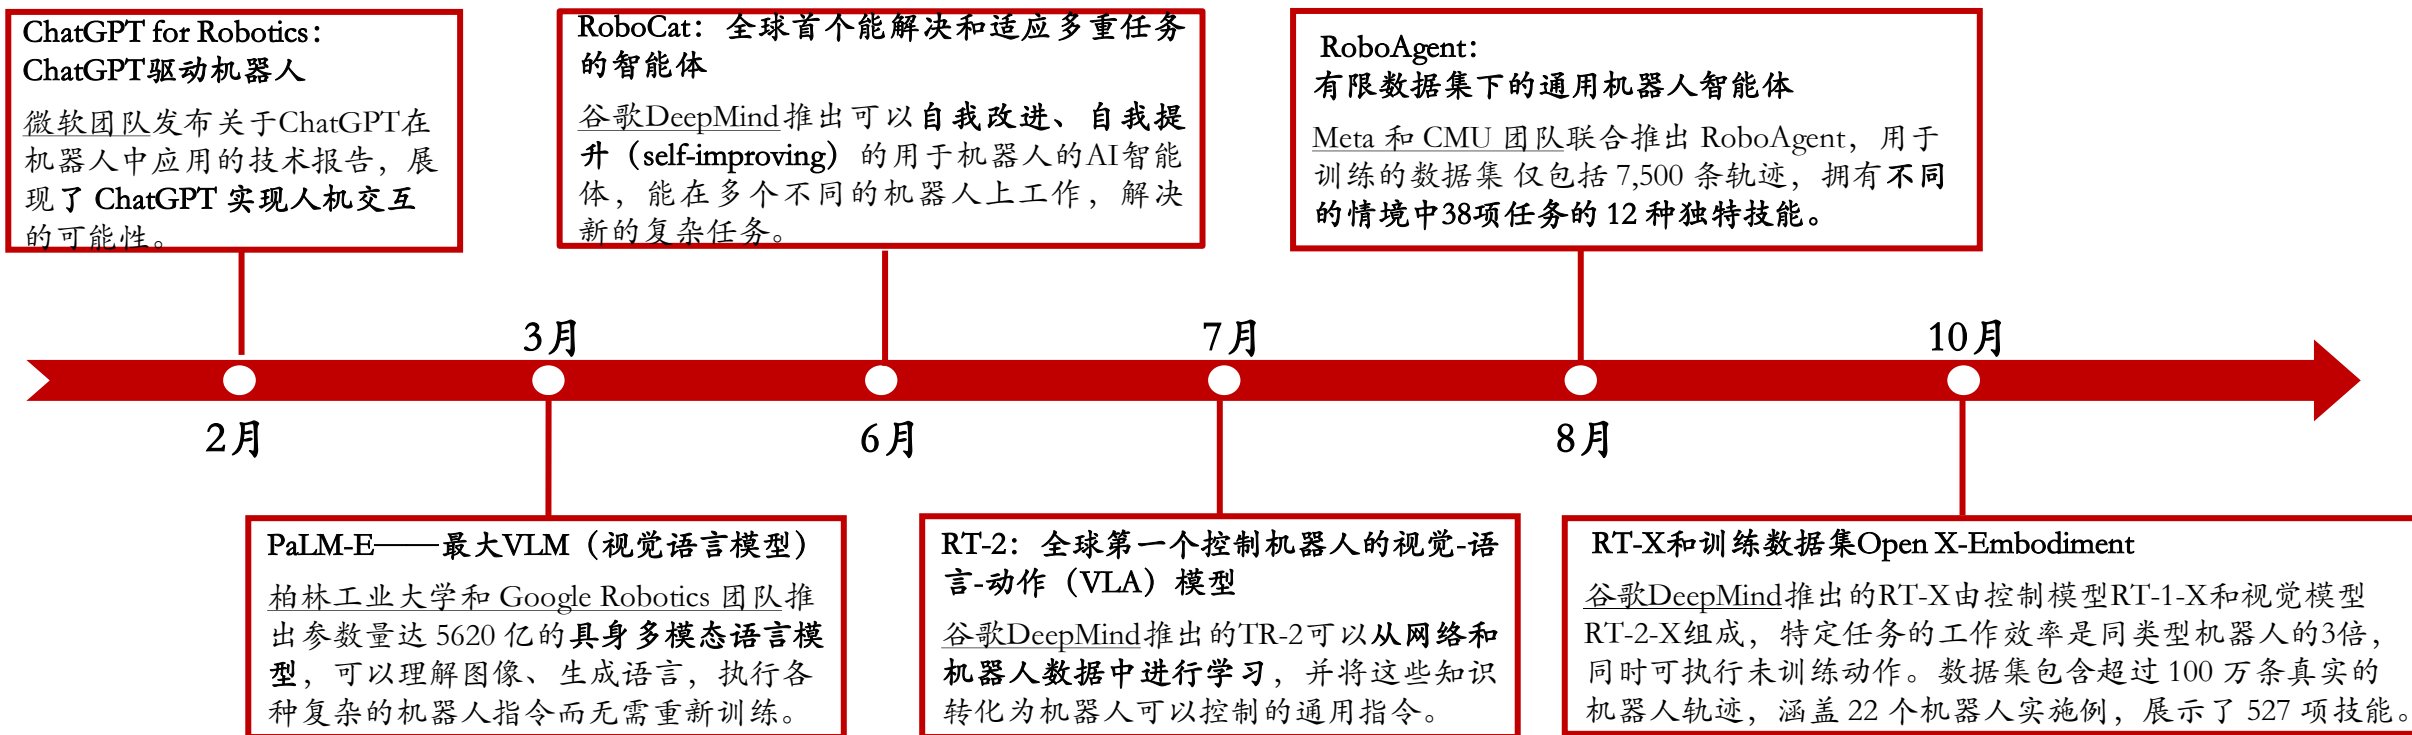 ChatGPT for Robotics：
ChatGPT驱动机器人
微软团队发布关于ChatGPT在
机器人中应用的技术报告，展
现了 ChatGPT 实现人机交互
的可能性。
RoboCat：全球首个能解决和适应多重任务
的智能体
谷歌DeepMind推出可以自我改进、自我提
升（self-improving）的用于机器人的AI智能
体，能在多个不同的机器人上工作，解决
新的复杂任务。
RoboAgent：
有限数据集下的通用机器人智能体
Meta 和 CMU 团队联合推出 RoboAgent，用于
训练的数据集 仅包括 7,500 条轨迹，拥有不同
的情境中38项任务的 12 种独特技能。
3月
7月
10月
2月
6月
8月
PaLM-E——最大VLM（视觉语言模型）
柏林工业大学和 Google Robotics 团队推
出参数量达 5620 亿的具身多模态语言模
型，可以理解图像、生成语言，执行各
种复杂的机器人指令而无需重新训练。
RT-2：全球第一个控制机器人的视觉-语
言-动作（VLA）模型
谷歌DeepMind推出的TR-2可以从网络和
机器人数据中进行学习，并将这些知识
转化为机器人可以控制的通用指令。
RT-X和训练数据集Open X-Embodiment
谷歌DeepMind推出的RT-X由控制模型RT-1-X和视觉模型
RT-2-X组成，特定任务的工作效率是同类型机器人的3倍，
同时可执行未训练动作。数据集包含超过 100 万条真实的
机器人轨迹，涵盖 22 个机器人实施例，展示了 527 项技能。